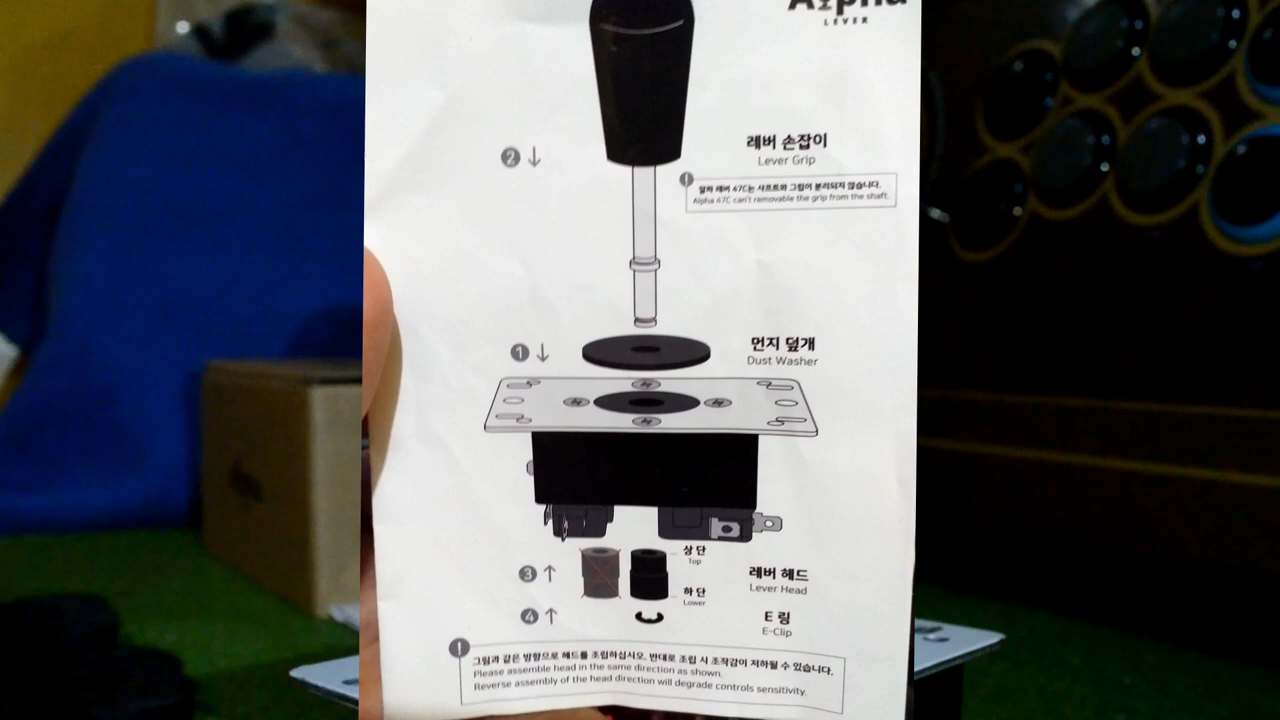 Alpha
LEVER
2
레버 손잡이
Lever Grip
!
알파 레버 47C는 샤프트와 그립이 분리되지 않습니다.
Alpha 47C can't removable the grip from the shaft.
1
먼지 덮개
Dust Washer
상단
Top
3
레버 헤드
Lever Head
하단
Lower
4
E 링
E-Clip
!
그림과 같은 방향으로 헤드를 조립하십시오. 반대로 조립 시 조작감이 저하될 수 있습니다.
Please assemble head in the same direction as shown.
Reverse assembly of the head direction will degrade controls sensitivity.